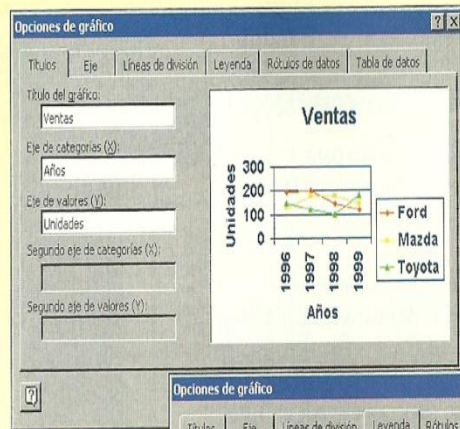 Opciones de gráfico
Títulos Eje Líneas de división Leyenda Rótulos de datos Tabla de datos
Título del gráfico:
Ventas
Eje de categorías (X):
Años
Eje de valores (Y):
Unidades
Segundo eje de categorías (X):
Segundo eje de valores (Y):
Ventas
Unidades
300
200
100
0
1996 1997 1998 1999
Años
Ford
Mazda
Toyota
Opciones de gráfico
Títulos Eje Líneas de división Leyenda Rótulos